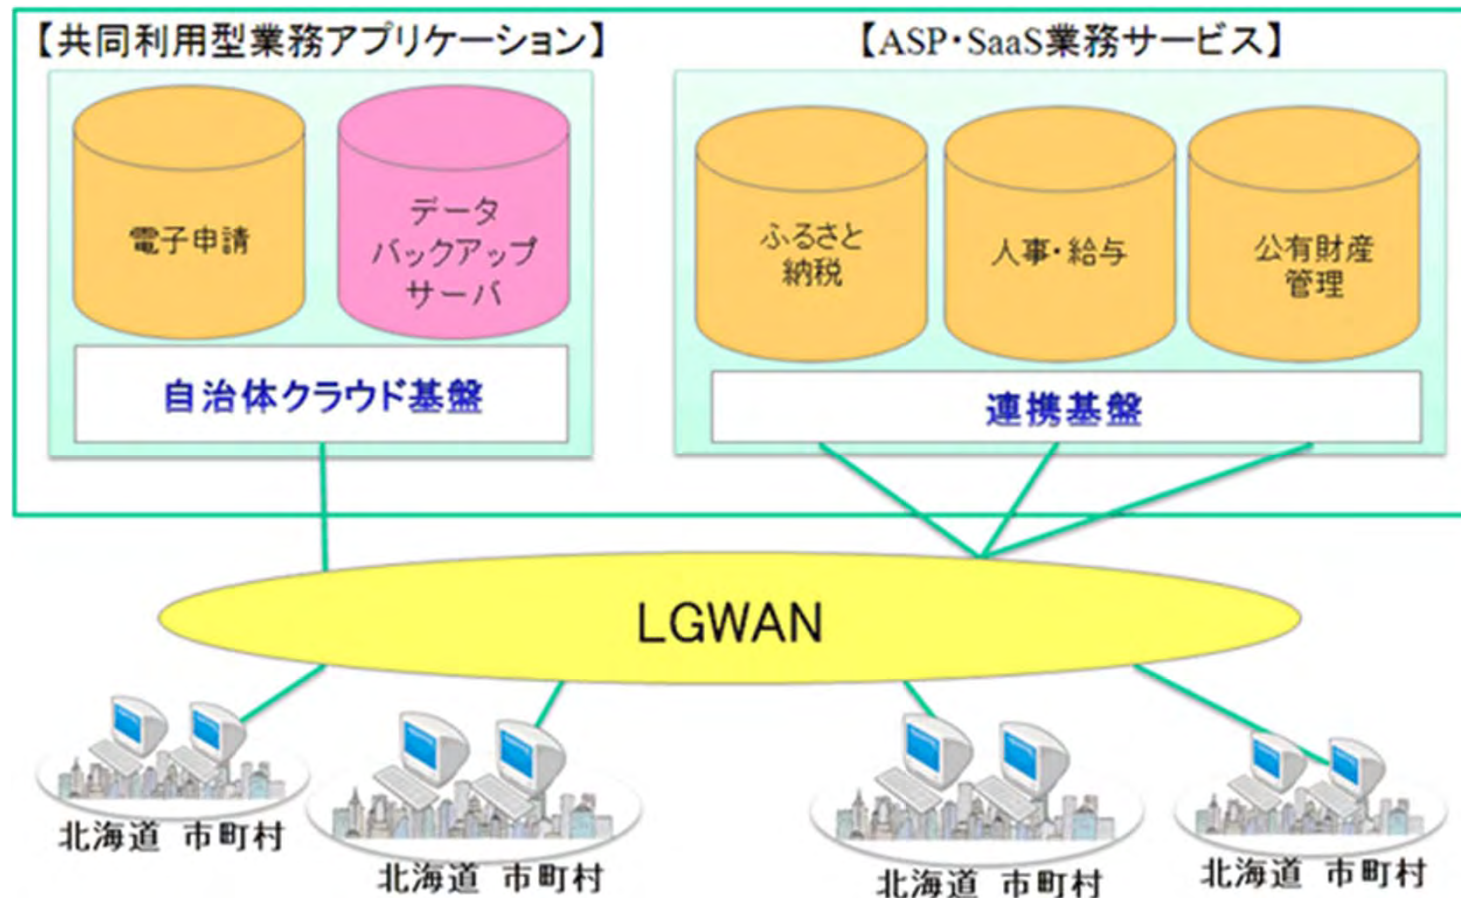 【共同利用型業務アプリケーション】
【ASP・SaaS業務サービス】
電子申請
データ
バックアップ
サーバ
ふるさと
納税
人事・給与
公有財産
管理
自治体クラウド基盤
連携基盤
LGWAN
北海道 市町村
北海道 市町村
北海道 市町村
北海道 市町村